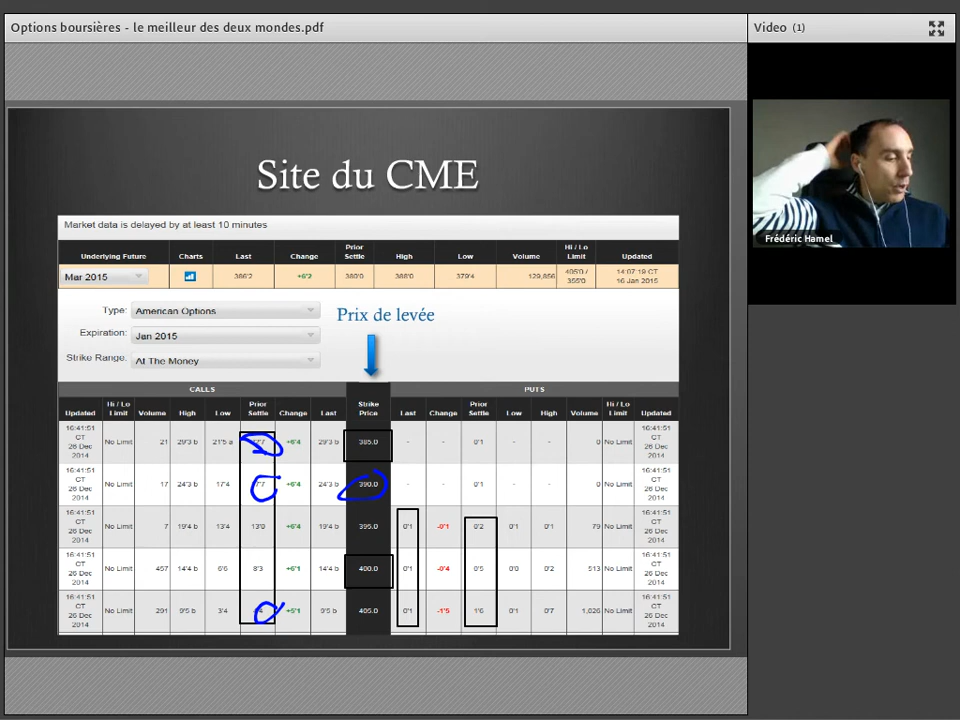 Options boursières - le meilleur des deux mondes.pdf
Video (1)
Frédéric Hamel
Site du CME
Market data is delayed by at least 10 minutes
Underlying Future Charts Last Change Prior Settle High Low Volume Hi / Lo Limit Updated
Mar 2015 386'2 +6'2 380'0 388'0 379'4 129,856 405'0 / 355'0 14:07:19 CT 16 Jan 2015
Type: American Options
Prix de levée
Expiration: Jan 2015
Strike Range: At The Money
CALLS PUTS
Updated Hi / Lo Limit Volume High Low Prior Settle Change Last Strike Price Last Change Prior Settle Low High Volume Hi / Lo Limit Updated
16:41:51 CT 26 Dec 2014 No Limit 21 29'3 b 21'5 a +6'4 29'3 b 385.0 - - 0'1 - - 0 No Limit 16:41:51 CT 26 Dec 2014
16:41:51 CT 26 Dec 2014 No Limit 17 24'3 b 17'4 +6'4 24'3 b 390.0 - - 0'1 - - 0 No Limit 16:41:51 CT 26 Dec 2014
16:41:51 CT 26 Dec 2014 No Limit 7 19'4 b 13'4 13'0 +6'4 19'4 b 395.0 0'1 -0'1 0'2 0'1 0'1 79 No Limit 16:41:51 CT 26 Dec 2014
16:41:51 CT 26 Dec 2014 No Limit 457 14'4 b 6'6 8'3 +6'1 14'4 b 400.0 0'1 -0'4 0'5 0'0 0'2 513 No Limit 16:41:51 CT 26 Dec 2014
16:41:51 CT 26 Dec 2014 No Limit 291 9'5 b 3'4 +5'1 9'5 b 405.0 0'1 -1'5 1'6 0'1 0'7 1,026 No Limit 16:41:51 CT 26 Dec 2014